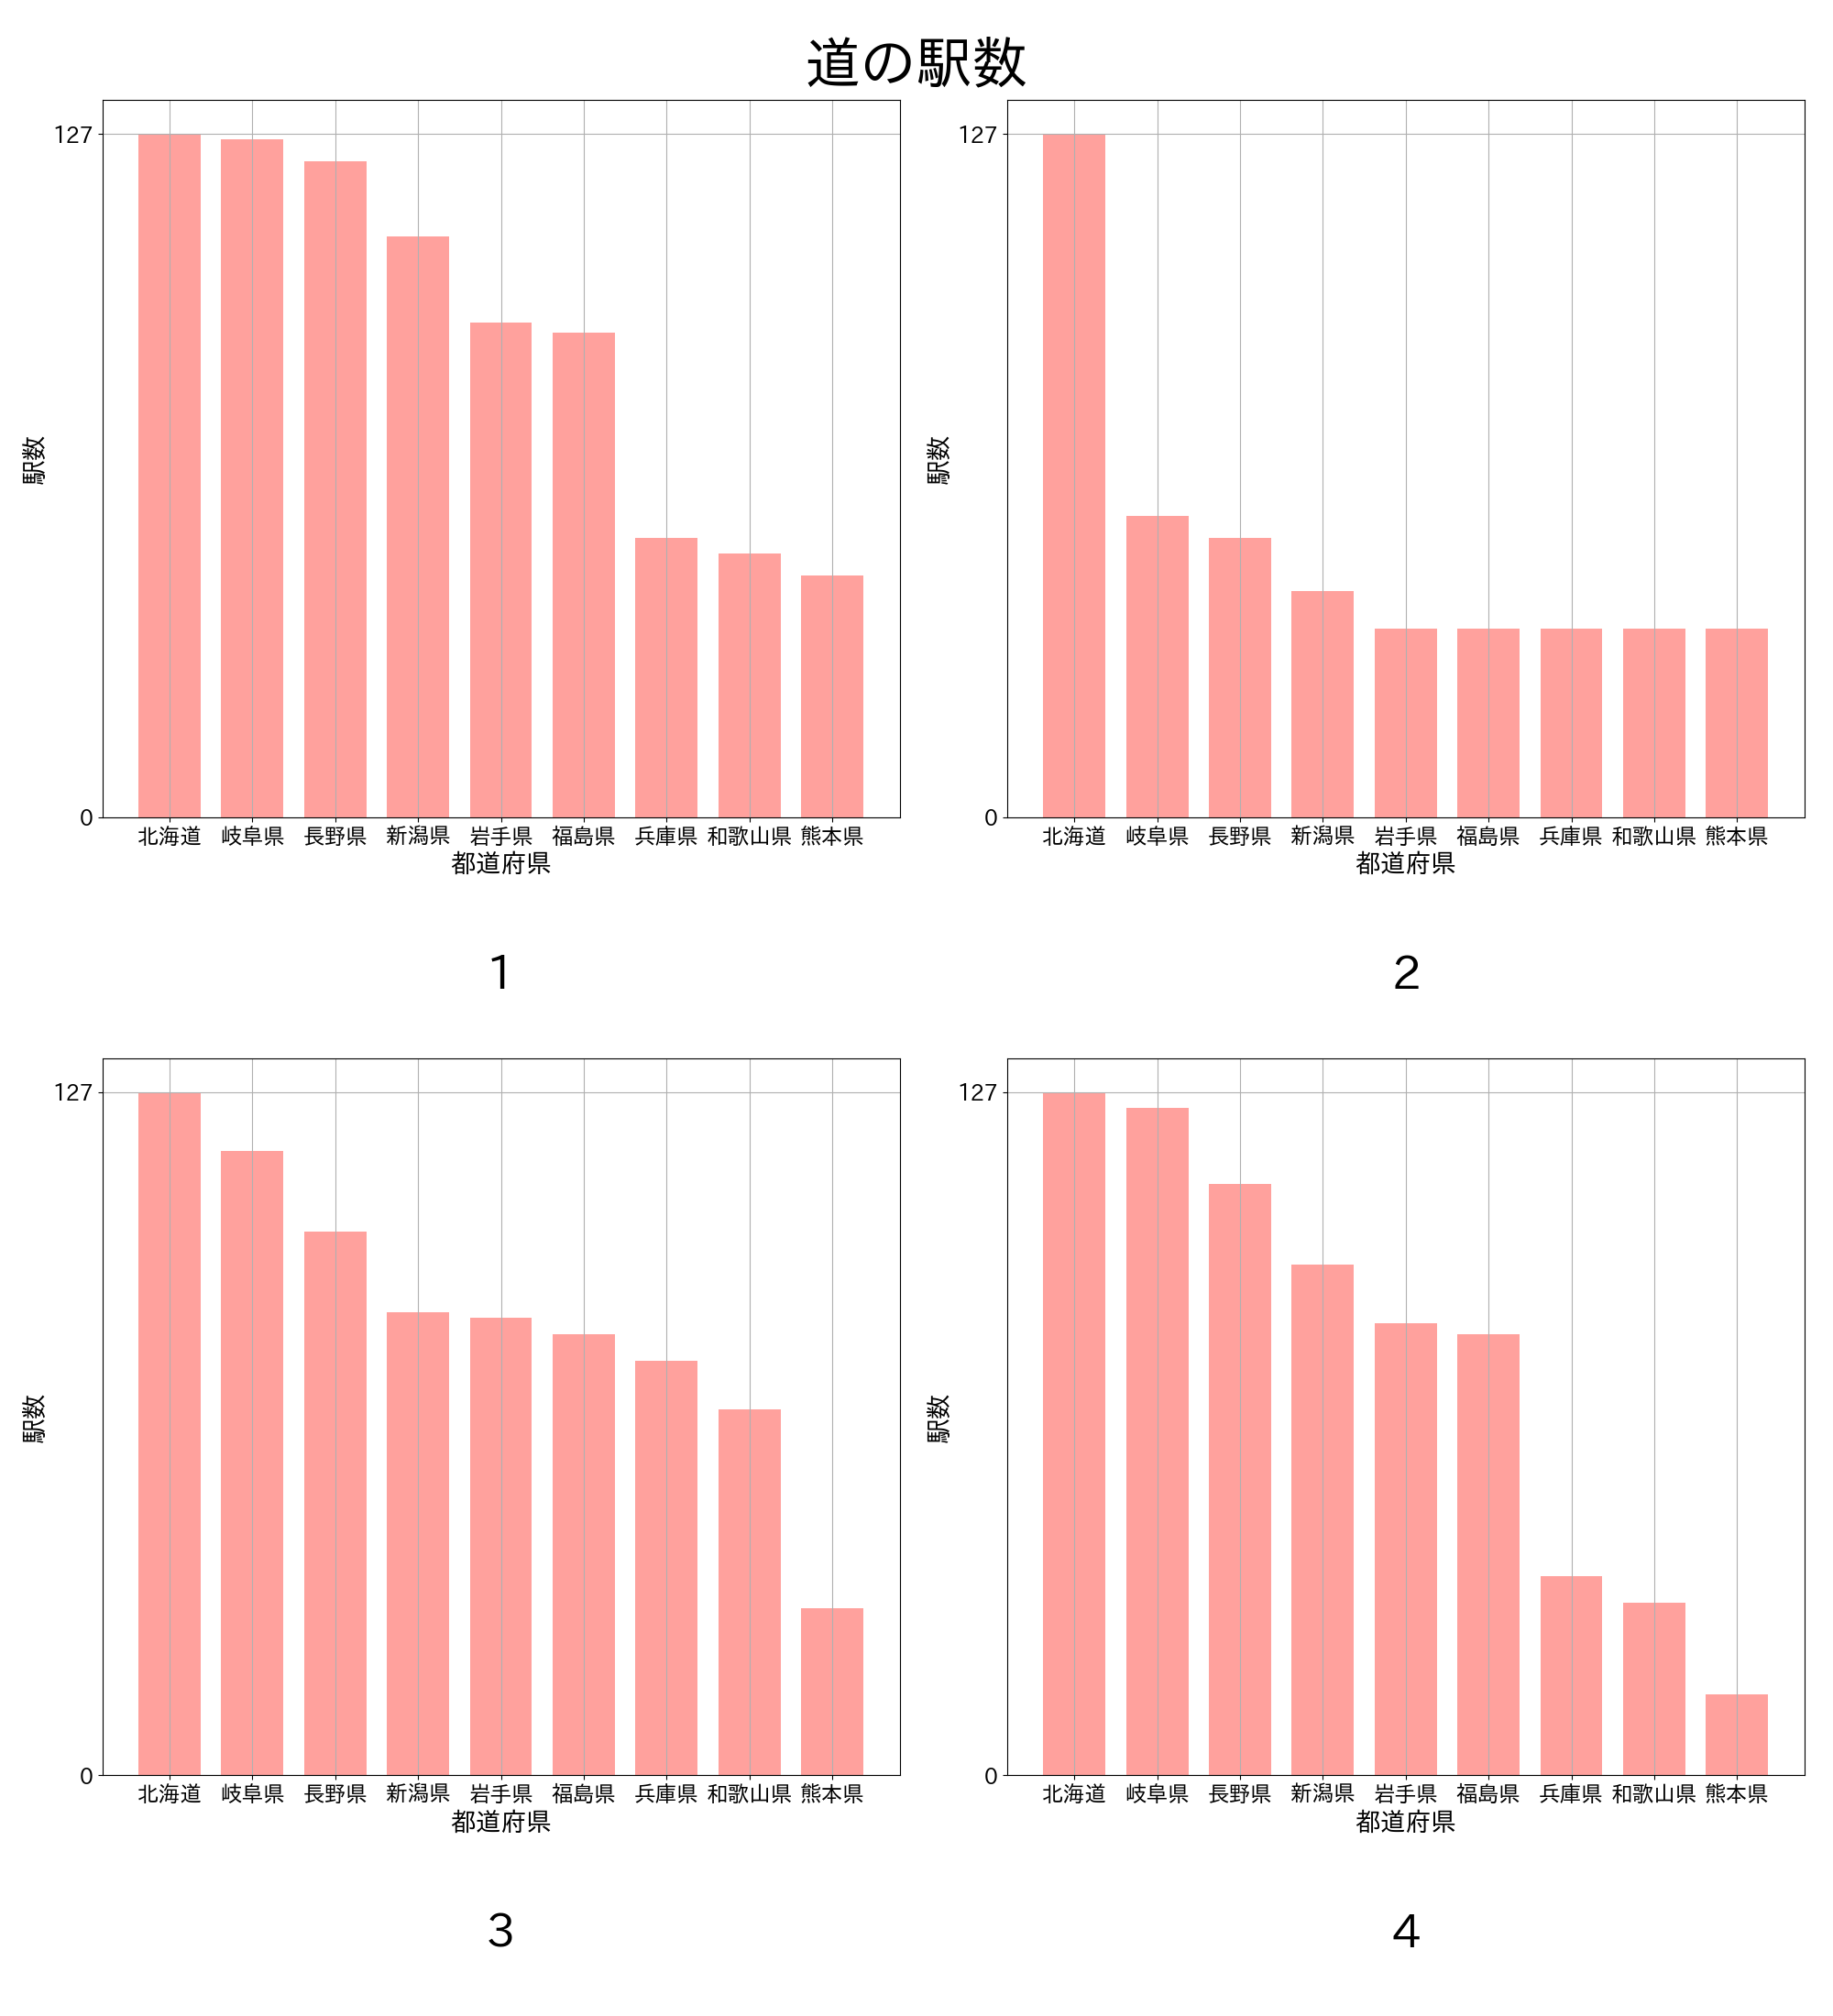 道の駅数
127
0
駅数
北海道 岐阜県 長野県 新潟県 岩手県 福島県 兵庫県 和歌山県 熊本県
都道府県
1
127
0
駅数
北海道 岐阜県 長野県 新潟県 岩手県 福島県 兵庫県 和歌山県 熊本県
都道府県
2
127
0
駅数
北海道 岐阜県 長野県 新潟県 岩手県 福島県 兵庫県 和歌山県 熊本県
都道府県
3
127
0
駅数
北海道 岐阜県 長野県 新潟県 岩手県 福島県 兵庫県 和歌山県 熊本県
都道府県
4